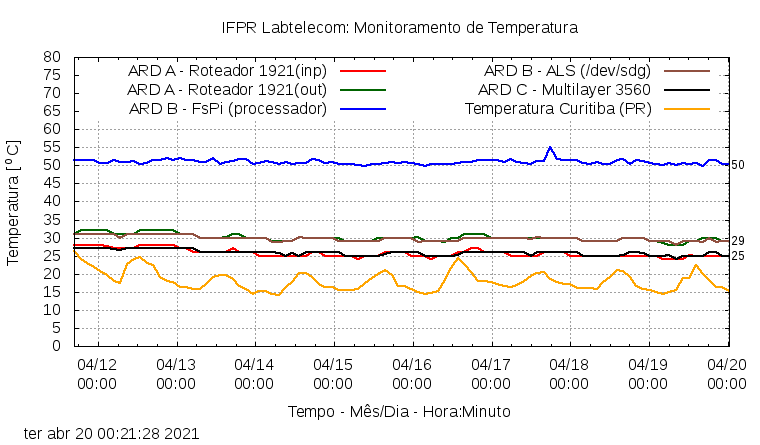 IFPR Labtelecom: Monitoramento de Temperatura
ARD A - Roteador 1921(inp)
ARD A - Roteador 1921(out)
ARD B - FsPi (processador)
ARD B - ALS (/dev/sdg)
ARD C - Multilayer 3560
Temperatura Curitiba (PR)
Temperatura [ºC]
80
75
70
65
60
55
50
45
40
35
30
25
20
15
10
5
0
50
29
25
04/12 04/13 04/14 04/15 04/16 04/17 04/18 04/19 04/20
00:00 00:00 00:00 00:00 00:00 00:00 00:00 00:00 00:00
Tempo - Mês/Dia - Hora:Minuto
ter abr 20 00:21:28 2021